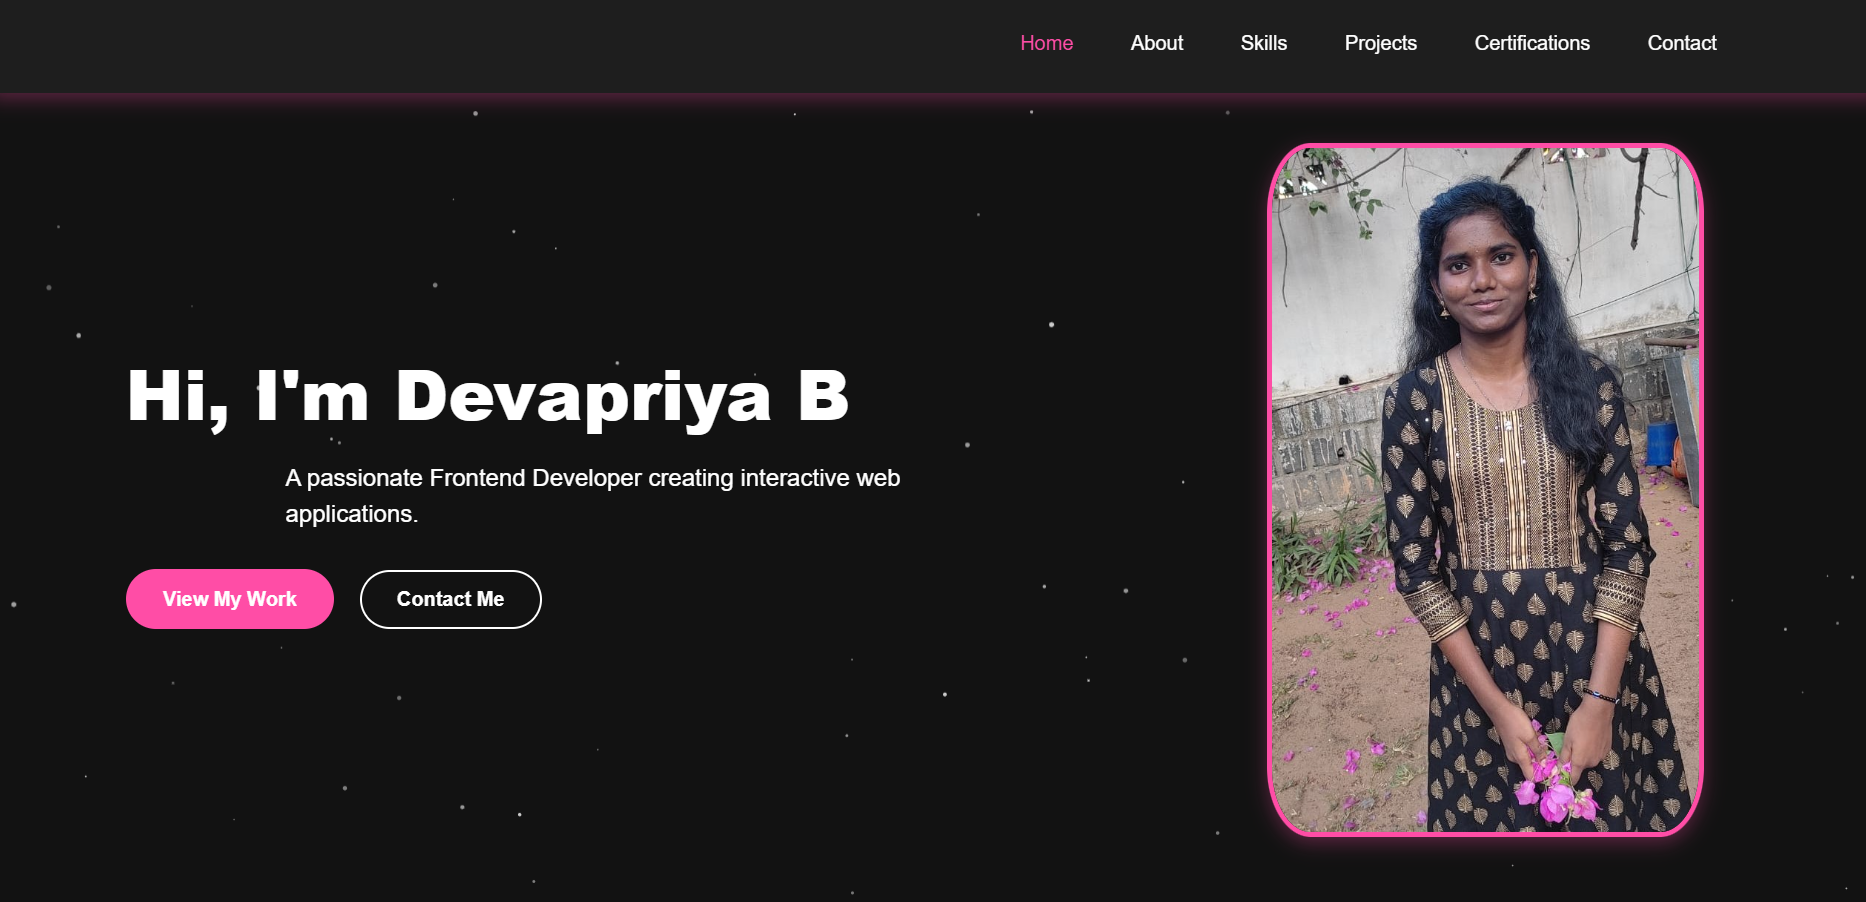 Home About Skills Projects Certifications Contact
Hi, I'm Devapriya B
A passionate Frontend Developer creating interactive web
applications.
View My Work Contact Me